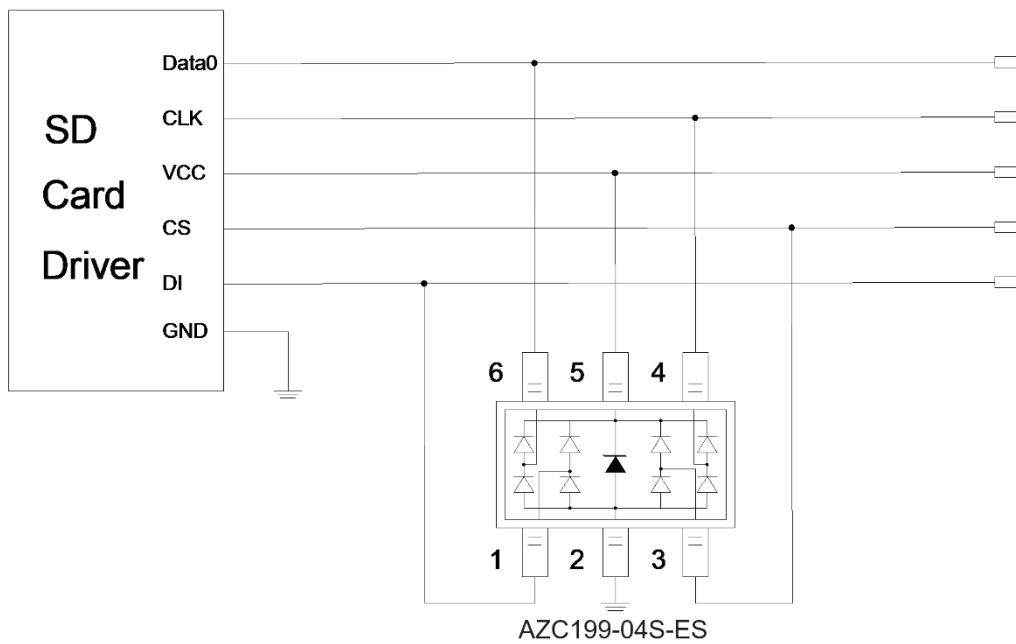 Data0
SD
CLK
Card
VCC
CS
Driver
DI
GND
6 5 4
1 2 3
AZC199-04S-ES